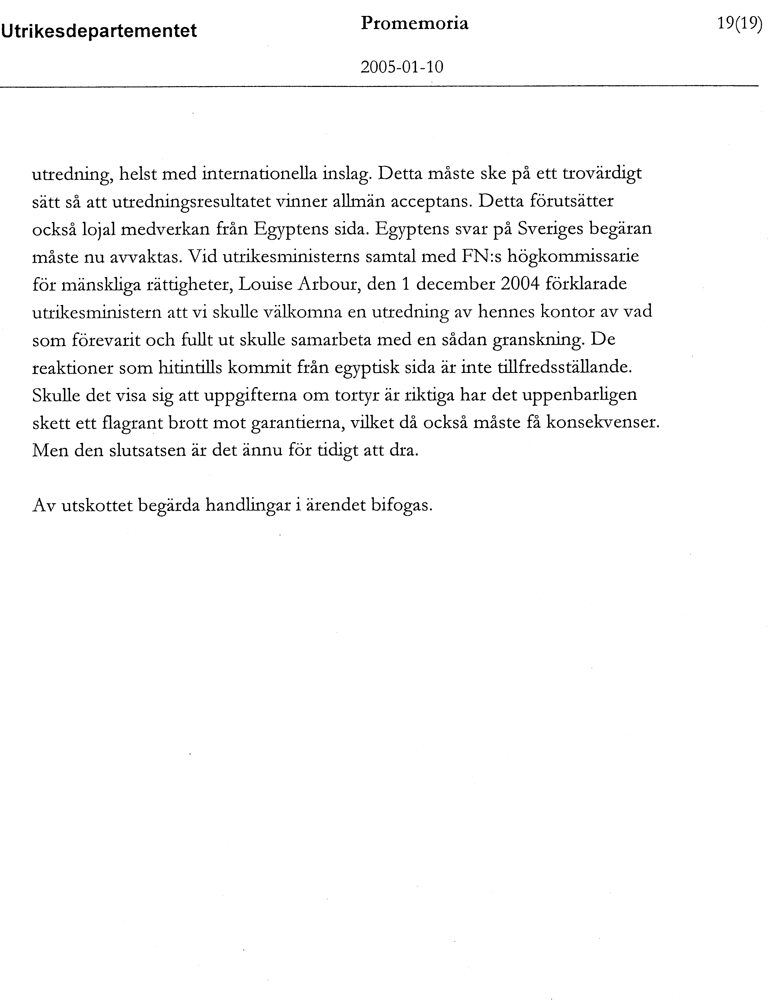 Utrikesdepartementet
Promemoria
19(19)
2005-01-10
utredning, helst med internationella inslag. Detta måste ske på ett trovärdigt
sätt så att utredningsresultatet vinner allmän acceptans. Detta förutsätter
också lojal medverkan från Egyptens sida. Egyptens svar på Sveriges begäran
måste nu avvaktas. Vid utrikesministerns samtal med FN:s högkommissarie
för mänskliga rättigheter, Louise Arbour, den 1 december 2004 förklarade
utrikesministern att vi skulle välkomna en utredning av hennes kontor av vad
som förevarit och fullt ut skulle samarbeta med en sådan granskning. De
reaktioner som hitintills kommit från egyptisk sida är inte tillfredsställande.
Skulle det visa sig att uppgifterna om tortyr är riktiga har det uppenbarligen
skett ett flagrant brott mot garantierna, vilket då också måste få konsekvenser.
Men den slutsatsen är det ännu för tidigt att dra.
Av utskottet begärda handlingar i ärendet bifogas.